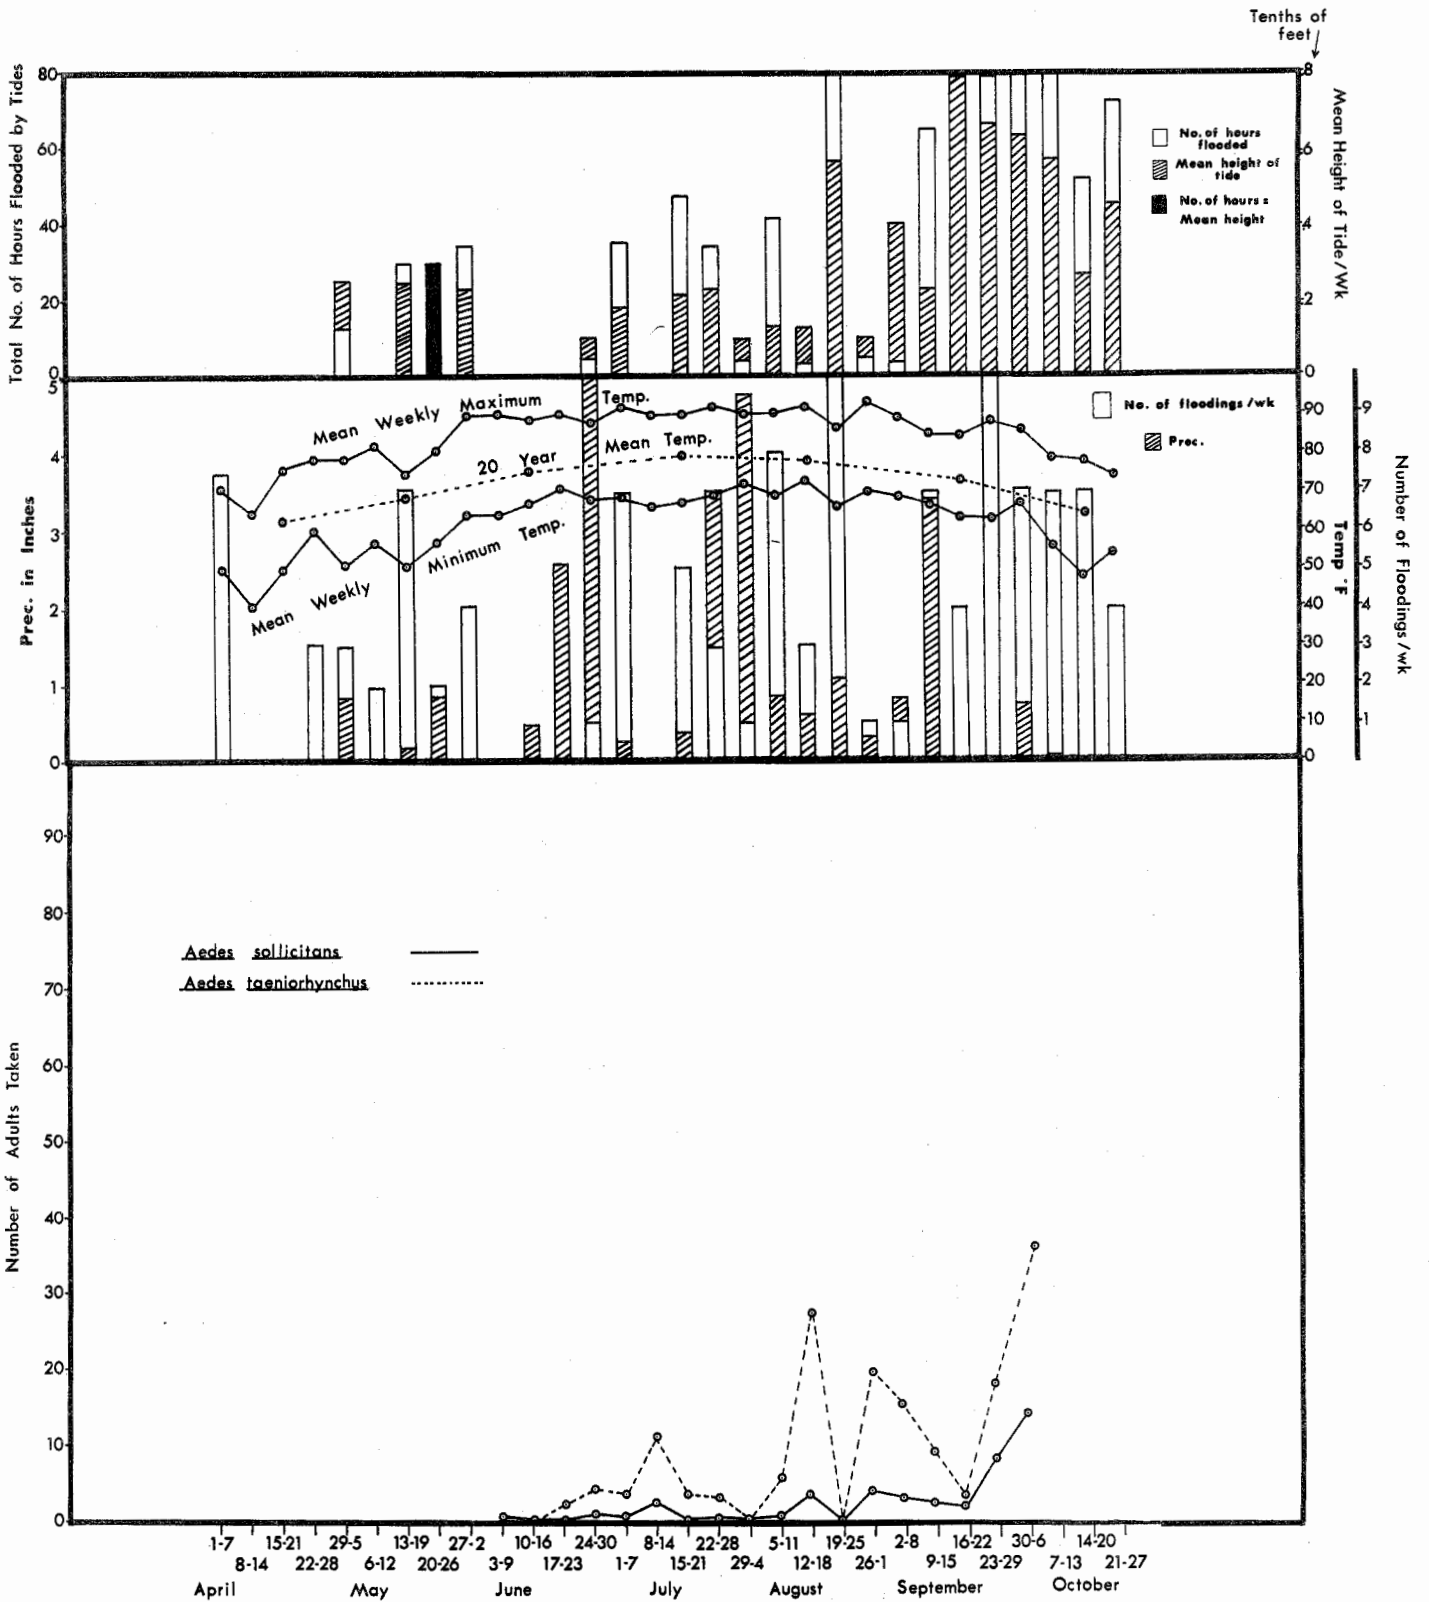 Tenths of
feet
Total No. of Hours Flooded by Tides
80
60
40
20
0
.8
.6
.4
.2
0
Mean Height of Tide/Wk
No. of hours
flooded
Mean height of
tide
No. of hours =
Mean height
Prec. in Inches
5
4
3
2
1
0
Mean Weekly Maximum Temp.
20 Year Mean Temp.
Mean Weekly Minimum Temp.
No. of floodings/wk
Prec.
90
80
70
60
50
40
30
20
10
0
Temp °F
9
8
7
6
5
4
3
2
1
Number of Floodings/wk
Number of Adults Taken
90
80
70
60
50
40
30
20
10
0
Aedes sollicitans
Aedes taeniorhynchus
1-7 15-21 29-5 13-19 27-2 10-16 24-30 8-14 22-28 5-11 19-25 2-8 16-22 30-6 14-20
8-14 22-28 6-12 20-26 3-9 17-23 1-7 15-21 29-4 12-18 26-1 9-15 23-29 7-13 21-27
April May June July August September October